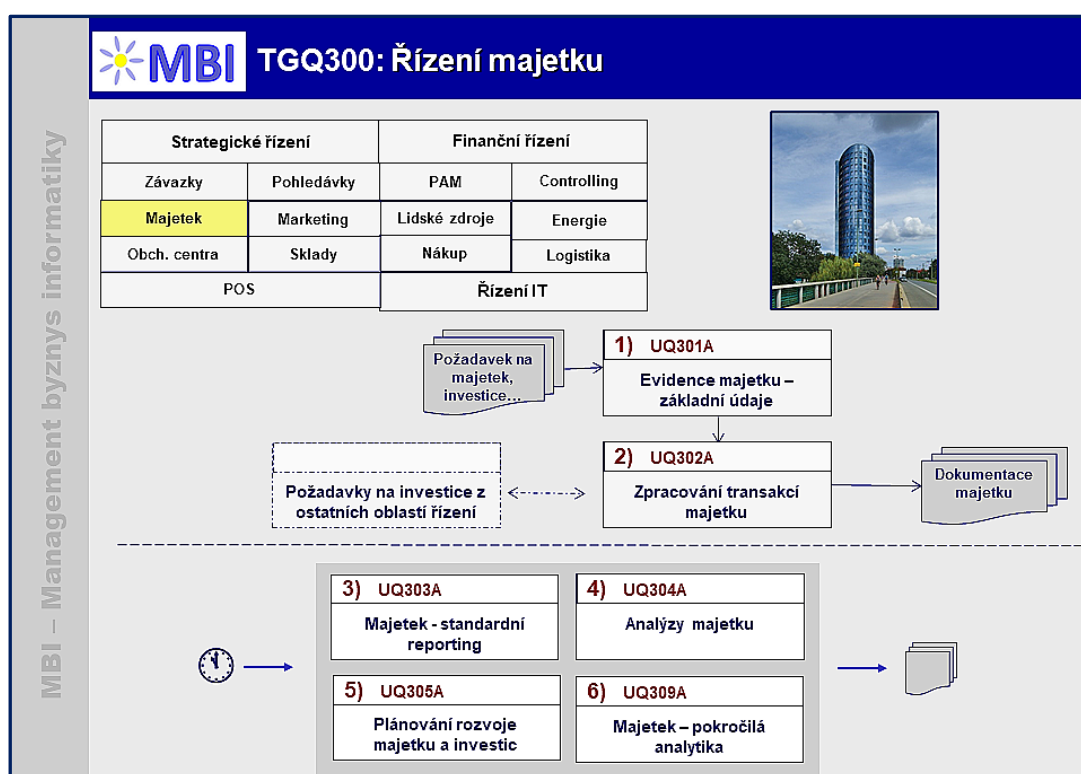 MBI – Management byznys informatiky
MBI
TGQ300: Řízení majetku
Strategické řízení
Finanční řízení
Závazky
Pohledávky
PAM
Controlling
Majetek
Marketing
Lidské zdroje
Energie
Obch. centra
Sklady
Nákup
Logistika
POS
Řízení IT
Požadavek na
majetek,
investice...
1) UQ301A
Evidence majetku –
základní údaje
2) UQ302A
Zpracování transakcí
majetku
Požadavky na investice z
ostatních oblastí řízení
Dokumentace
majetku
3) UQ303A
Majetek - standardní
reporting
4) UQ304A
Analýzy majetku
5) UQ305A
Plánování rozvoje
majetku a investic
6) UQ309A
Majetek – pokročilá
analytika